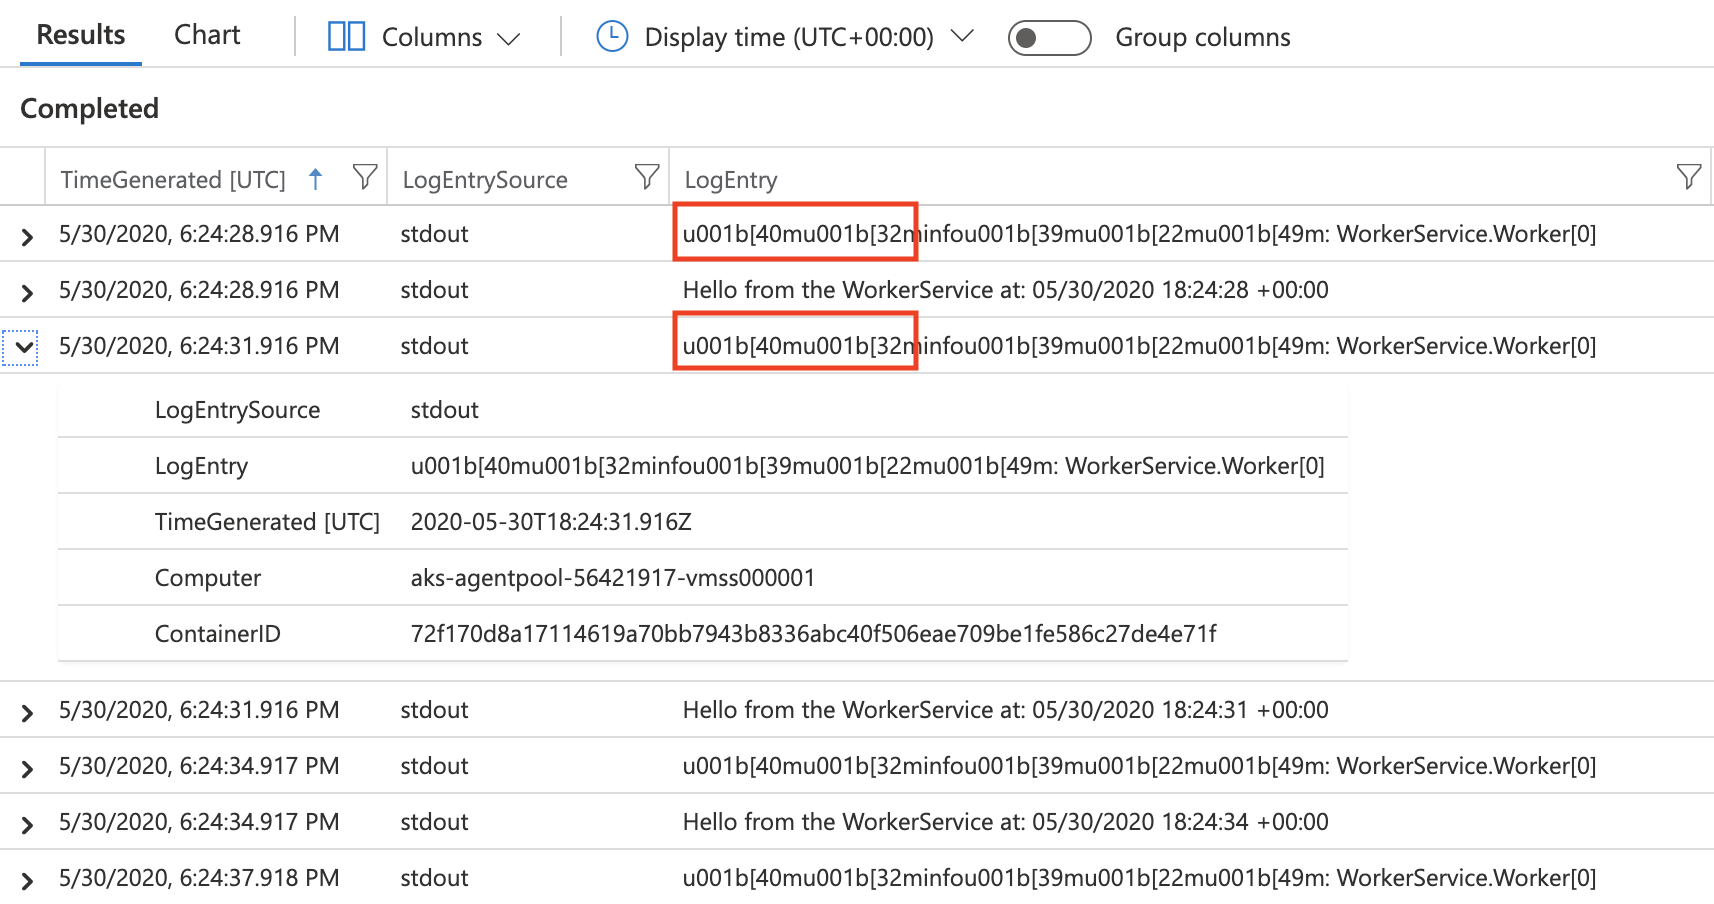 Results Chart Columns Display time (UTC+00:00) Group columns
Completed
TimeGenerated [UTC] LogEntrySource LogEntry
5/30/2020, 6:24:28.916 PM stdout u001b[40mu001b[32minfou001b[39mu001b[22mu001b[49m: WorkerService.Worker[0]
5/30/2020, 6:24:28.916 PM stdout Hello from the WorkerService at: 05/30/2020 18:24:28 +00:00
5/30/2020, 6:24:31.916 PM stdout u001b[40mu001b[32minfou001b[39mu001b[22mu001b[49m: WorkerService.Worker[0]
LogEntrySource stdout
LogEntry u001b[40mu001b[32minfou001b[39mu001b[22mu001b[49m: WorkerService.Worker[0]
TimeGenerated [UTC] 2020-05-30T18:24:31.916Z
Computer aks-agentpool-56421917-vmss000001
ContainerID 72f170d8a17114619a70bb7943b8336abc40f506eae709be1fe586c27de4e71f
5/30/2020, 6:24:31.916 PM stdout Hello from the WorkerService at: 05/30/2020 18:24:31 +00:00
5/30/2020, 6:24:34.917 PM stdout u001b[40mu001b[32minfou001b[39mu001b[22mu001b[49m: WorkerService.Worker[0]
5/30/2020, 6:24:34.917 PM stdout Hello from the WorkerService at: 05/30/2020 18:24:34 +00:00
5/30/2020, 6:24:37.918 PM stdout u001b[40mu001b[32minfou001b[39mu001b[22mu001b[49m: WorkerService.Worker[0]